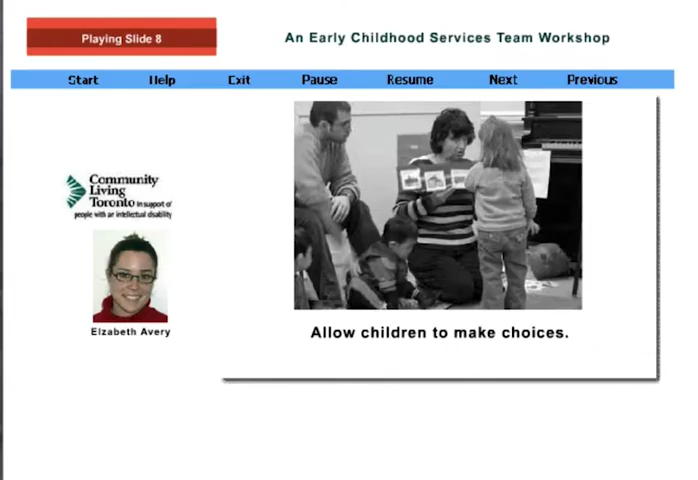 Playing Slide 8
An Early Childhood Services Team Workshop
Start Help Exit Pause Resume Next Previous
Community
Living
Toronto in support of
people with an intellectual disability
Elzabeth Avery
Allow children to make choices.